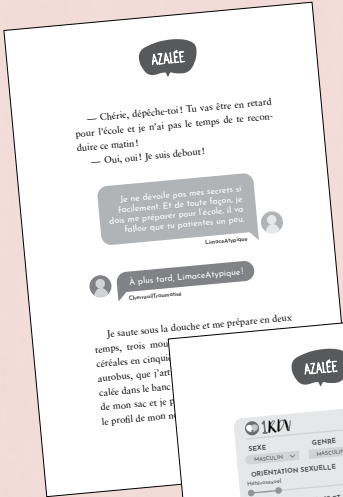 AZALÉE
— Chérie, dépêche-toi! Tu vas être en retard
pour l'école et je n'ai pas le temps de te recon-
duire ce matin!
— Oui, oui! Je suis debout!
Je ne dévoile pas mes secrets si
facilement. Et de toute façon, je
dois me préparer pour l'école, il va
falloir que tu patientes un peu.
LimaceAtypique
À plus tard, LimaceAtypique!
ChevreuilTraumatisé
Je saute sous la douche et me prépare en deux
temps, trois mou
céréales en cinqui
autobus, que j'att
calée dans le banc
de mon sac et je p
le profil de mon n
AZALÉE
1RDV
SEXE
MASCULIN
GENRE
MASCULIN
ORIENTATION SEXUELLE
Hétérosexuel